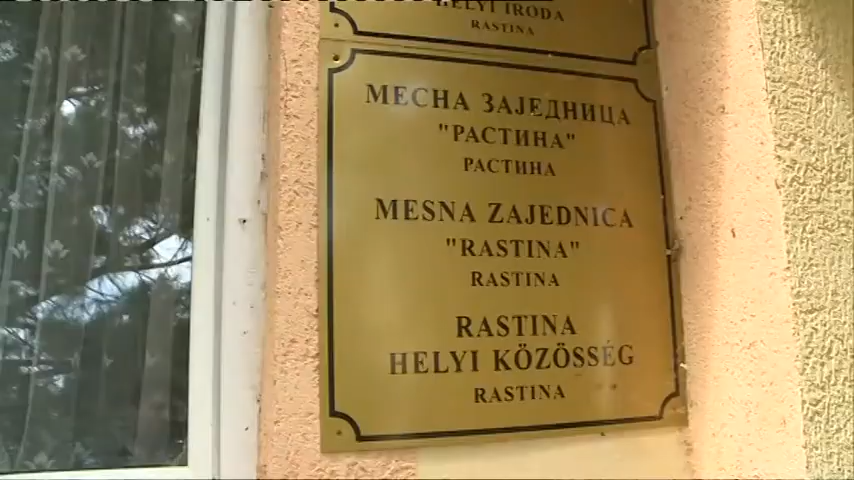 HELYI IRODA
RASTINA
МЕСНА ЗАЈЕДНИЦА
"РАСТИНА"
РАСТИНА
MESNA ZAJEDNICA
"RASTINA"
RASTINA
RASTINA
HELYI KÖZÖSSÉG
RASTINA